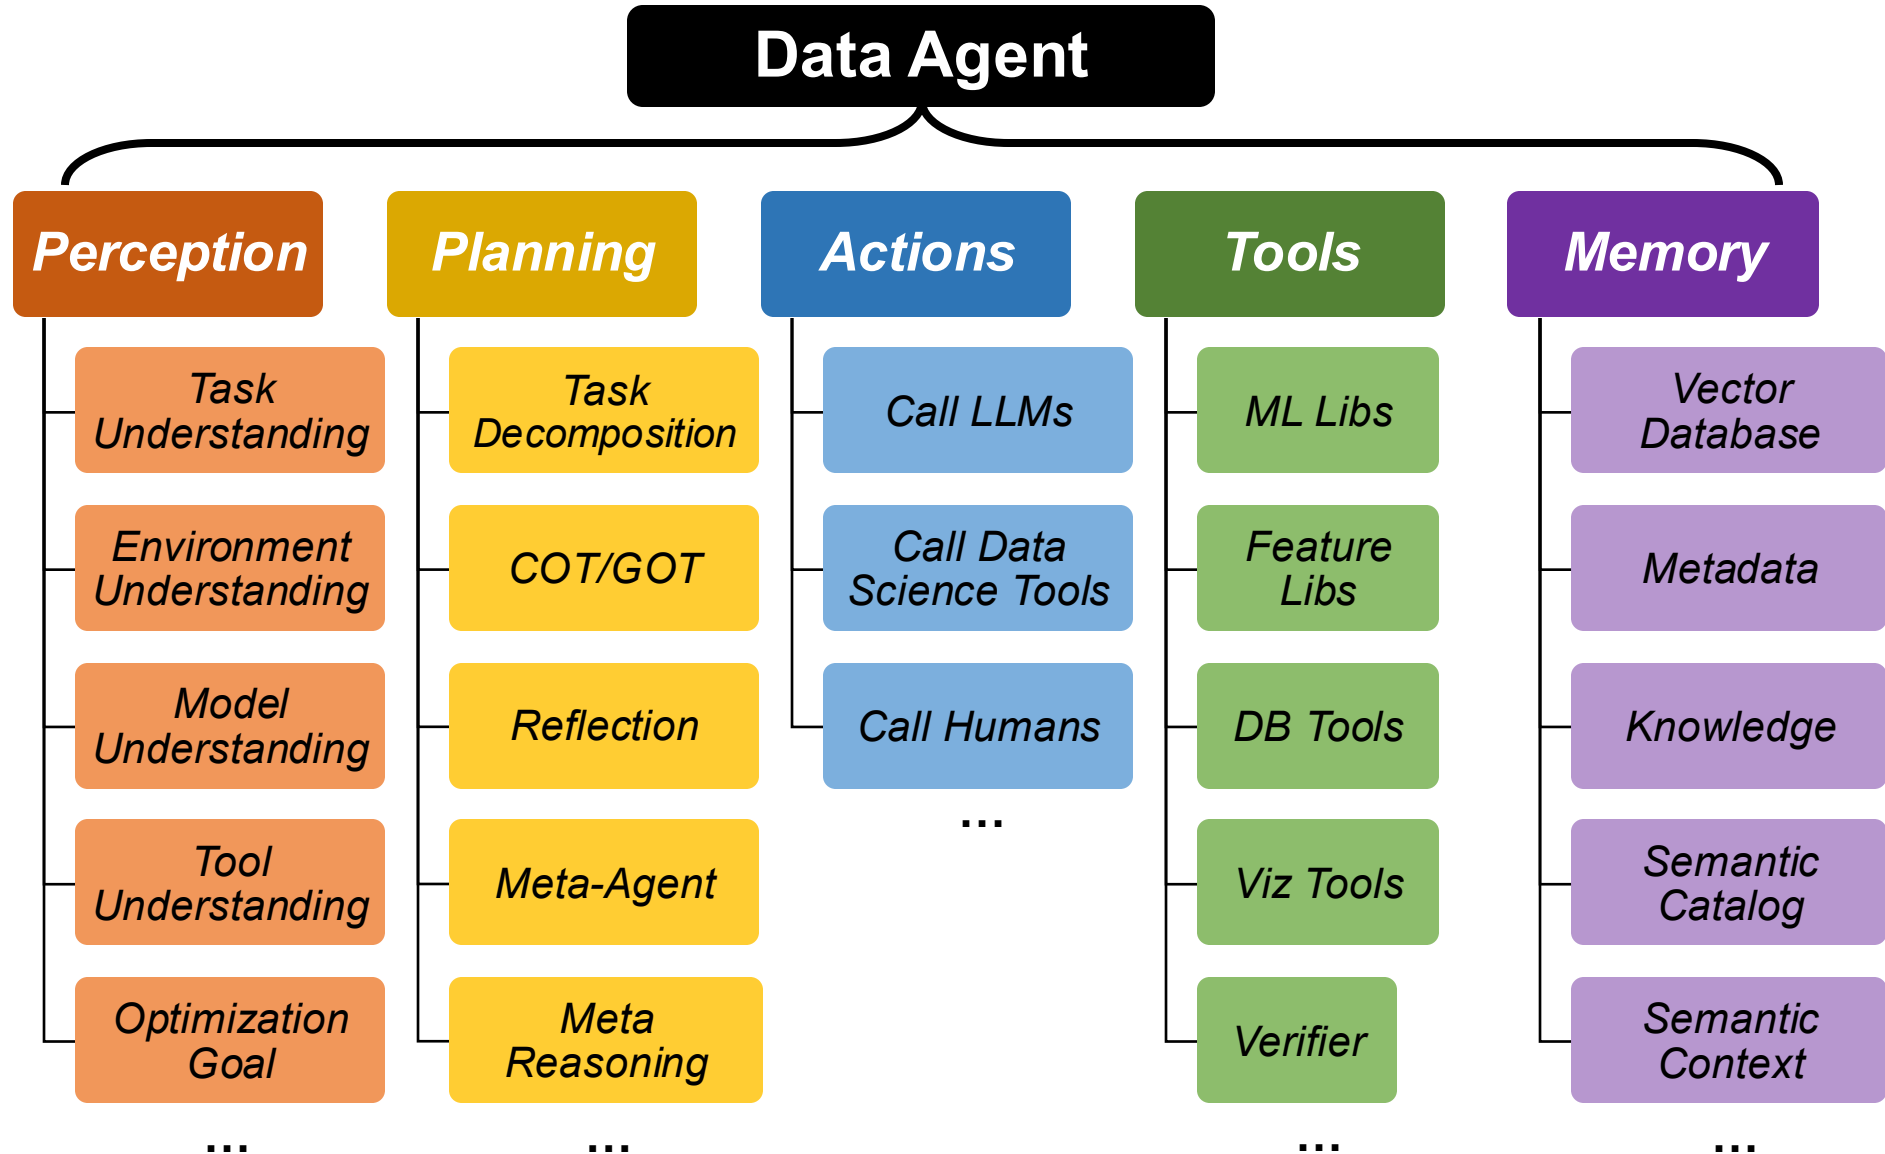 Data Agent
Perception
Task
Understanding
Environment
Understanding
Model
Understanding
Tool
Understanding
Optimization
Goal
...
Planning
Task
Decomposition
COT/GOT
Reflection
Meta-Agent
Meta
Reasoning
...
Actions
Call LLMs
Call Data
Science Tools
Call Humans
...
Tools
ML Libs
Feature
Libs
DB Tools
Viz Tools
Verifier
...
Memory
Vector
Database
Metadata
Knowledge
Semantic
Catalog
Semantic
Context
...